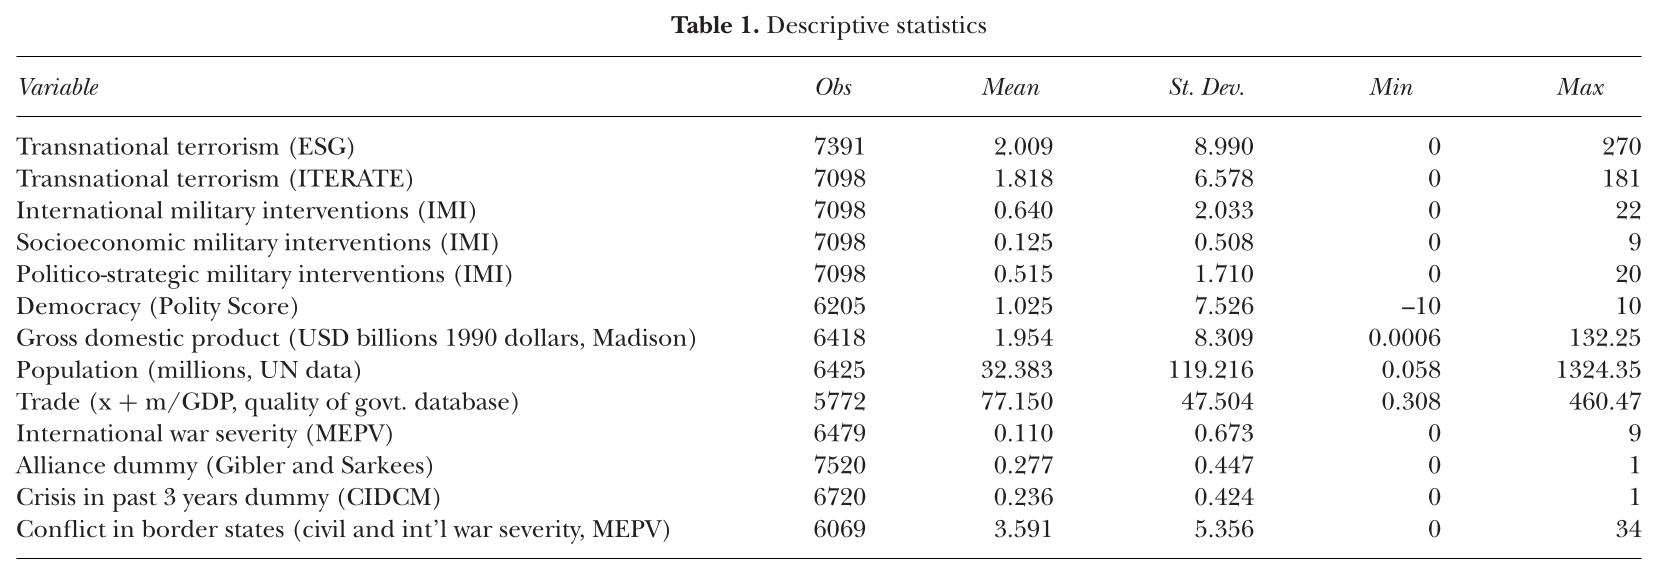 Table 1. Descriptive statistics
Variable Obs Mean St. Dev. Min Max
Transnational terrorism (ESG) 7391 2.009 8.990 0 270
Transnational terrorism (ITERATE) 7098 1.818 6.578 0 181
International military interventions (IMI) 7098 0.640 2.033 0 22
Socioeconomic military interventions (IMI) 7098 0.125 0.508 0 9
Politico-strategic military interventions (IMI) 7098 0.515 1.710 0 20
Democracy (Polity Score) 6205 1.025 7.526 –10 10
Gross domestic product (USD billions 1990 dollars, Madison) 6418 1.954 8.309 0.0006 132.25
Population (millions, UN data) 6425 32.383 119.216 0.058 1324.35
Trade (x + m/GDP, quality of govt. database) 5772 77.150 47.504 0.308 460.47
International war severity (MEPV) 6479 0.110 0.673 0 9
Alliance dummy (Gibler and Sarkees) 7520 0.277 0.447 0 1
Crisis in past 3 years dummy (CIDCM) 6720 0.236 0.424 0 1
Conflict in border states (civil and int'l war severity, MEPV) 6069 3.591 5.356 0 34